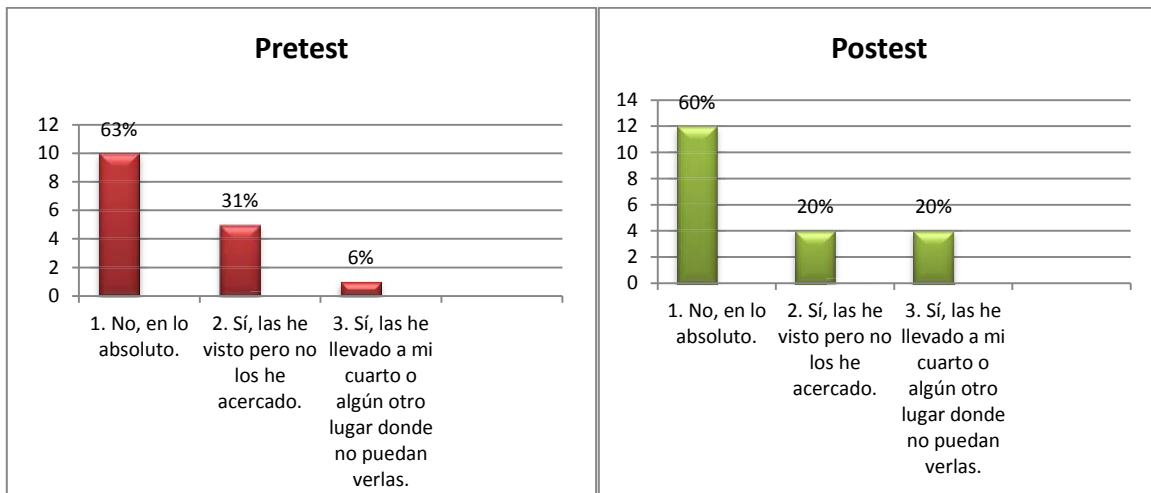 Pretest
12
10
8
6
4
2
0
63%
31%
6%
1. No, en lo
absoluto.
2. Sí, las he
visto pero no
los he
acercado.
3. Sí, las he
llevado a mi
cuarto o
algún otro
lugar donde
no puedan
verlas.
Postest
14
12
10
8
6
4
2
0
60%
20%
20%
1. No, en lo
absoluto.
2. Sí, las he
visto pero no
los he
acercado.
3. Sí, las he
llevado a mi
cuarto o
algún otro
lugar donde
no puedan
verlas.